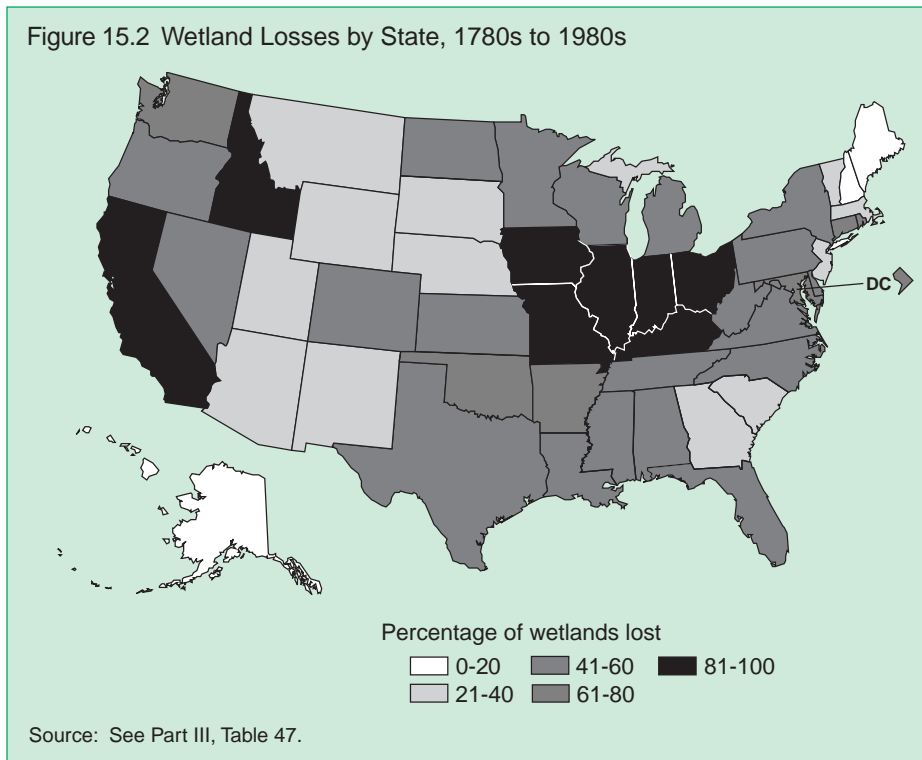 Figure 15.2 Wetland Losses by State, 1780s to 1980s
DC
Percentage of wetlands lost
0-20 41-60 81-100
21-40 61-80
Source: See Part III, Table 47.